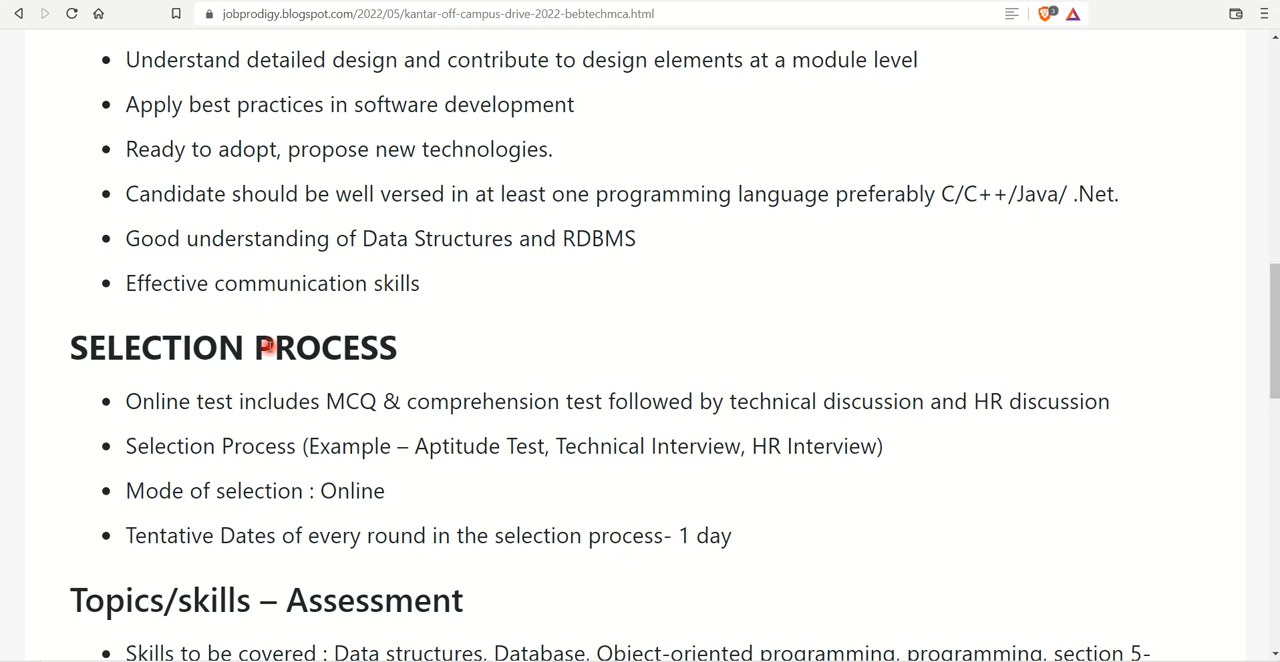 jobprodigy.blogspot.com/2022/05/kantar-off-campus-drive-2022-bebtechmca.html
3
Understand detailed design and contribute to design elements at a module level
Apply best practices in software development
Ready to adopt, propose new technologies.
Candidate should be well versed in at least one programming language preferably C/C++/Java/ .Net.
Good understanding of Data Structures and RDBMS
Effective communication skills
SELECTION PROCESS
Online test includes MCQ & comprehension test followed by technical discussion and HR discussion
Selection Process (Example – Aptitude Test, Technical Interview, HR Interview)
Mode of selection : Online
Tentative Dates of every round in the selection process- 1 day
Topics/skills – Assessment
Skills to be covered : Data structures, Database, Object-oriented programming, programming, section 5-